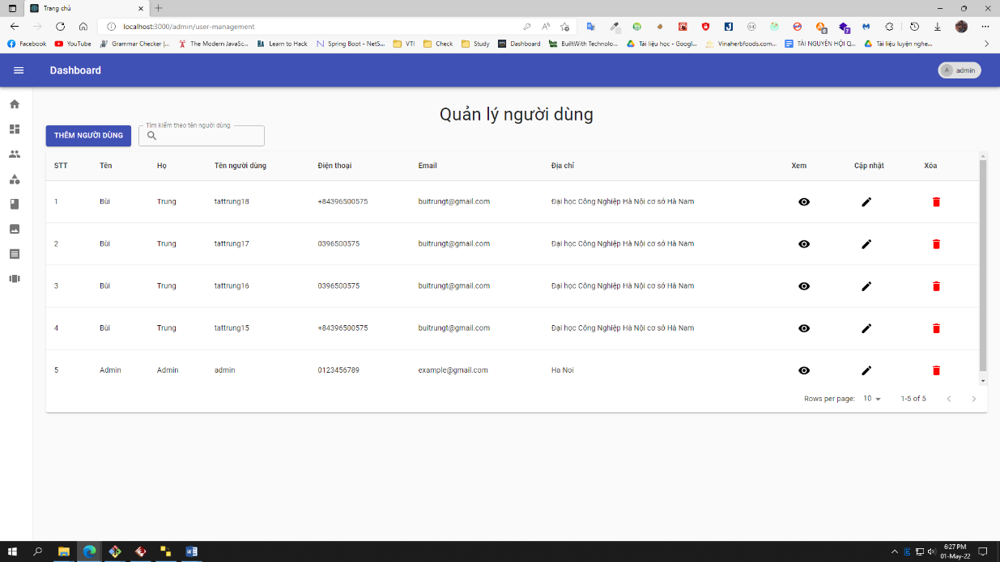 Trang chủ
localhost:3000/admin/user-management
Facebook YouTube Grammar Checker |... The Modern JavaSc... Learn to Hack Spring Boot - NetS... VTI Check Study Dashboard BuiltWith Technolo... Tài liệu học - Googl... Vinaherbfoods.com... TÀI NGUYÊN HỘI Q... Tài liệu luyện nghe...
Dashboard A admin
Quản lý người dùng
THÊM NGƯỜI DÙNG Tìm kiếm theo tên người dùng
STT Tên Họ Tên người dùng Điện thoại Email Địa chỉ Xem Cập nhật Xóa
1 Bùi Trung tattrung18 +84396500575 buitrungt@gmail.com Đại học Công Nghiệp Hà Nội cơ sở Hà Nam
2 Bùi Trung tattrung17 0396500575 buitrungt@gmail.com Đại học Công Nghiệp Hà Nội cơ sở Hà Nam
3 Bùi Trung tattrung16 0396500575 buitrungt@gmail.com Đại học Công Nghiệp Hà Nội cơ sở Hà Nam
4 Bùi Trung tattrung15 +84396500575 buitrungt@gmail.com Đại học Công Nghiệp Hà Nội cơ sở Hà Nam
5 Admin Admin admin 0123456789 example@gmail.com Ha Noi
Rows per page: 10 1-5 of 5
6:27 PM
01-May-22